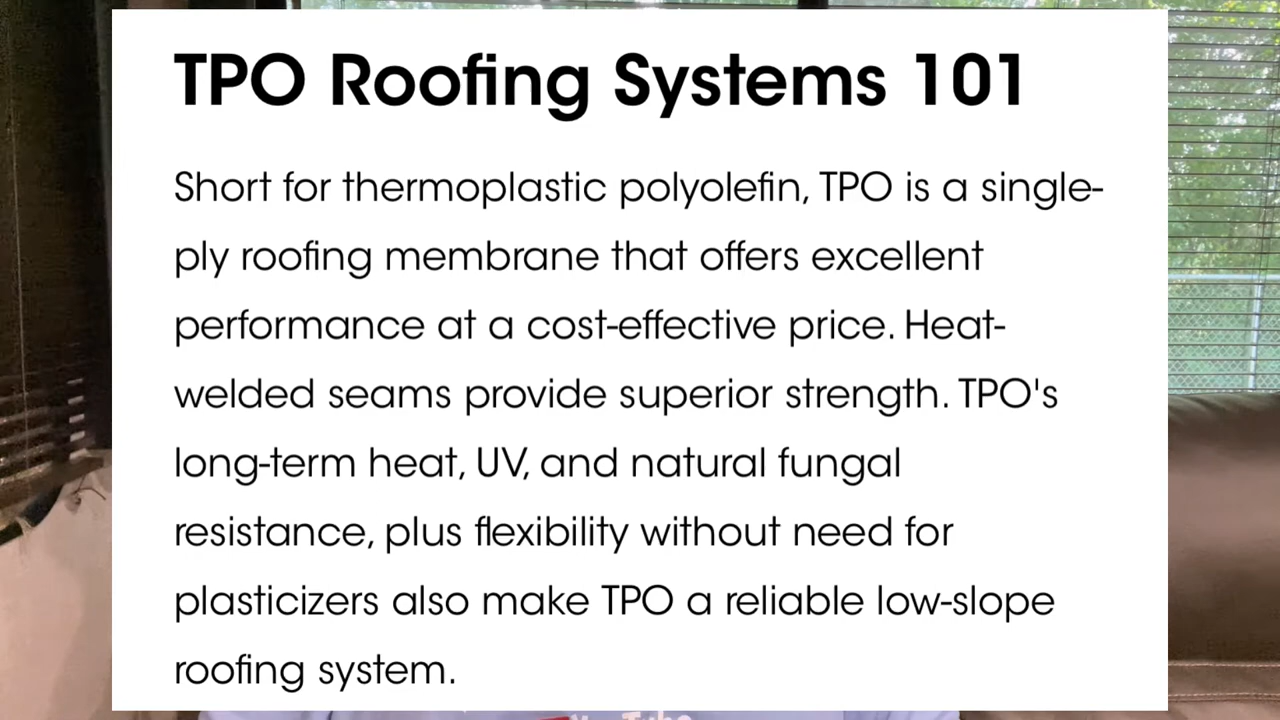 TPO Roofing Systems 101
Short for thermoplastic polyolefin, TPO is a single-
ply roofing membrane that offers excellent
performance at a cost-effective price. Heat-
welded seams provide superior strength. TPO's
long-term heat, UV, and natural fungal
resistance, plus flexibility without need for
plasticizers also make TPO a reliable low-slope
roofing system.